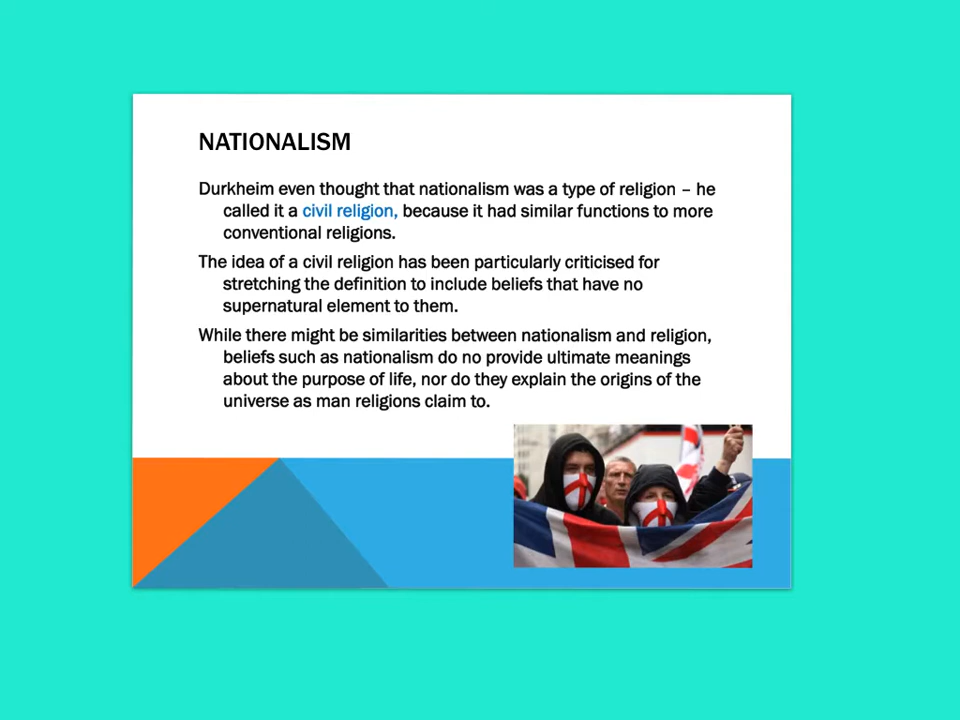 NATIONALISM
Durkheim even thought that nationalism was a type of religion – he
called it a civil religion, because it had similar functions to more
conventional religions.
The idea of a civil religion has been particularly criticised for
stretching the definition to include beliefs that have no
supernatural element to them.
While there might be similarities between nationalism and religion,
beliefs such as nationalism do no provide ultimate meanings
about the purpose of life, nor do they explain the origins of the
universe as man religions claim to.